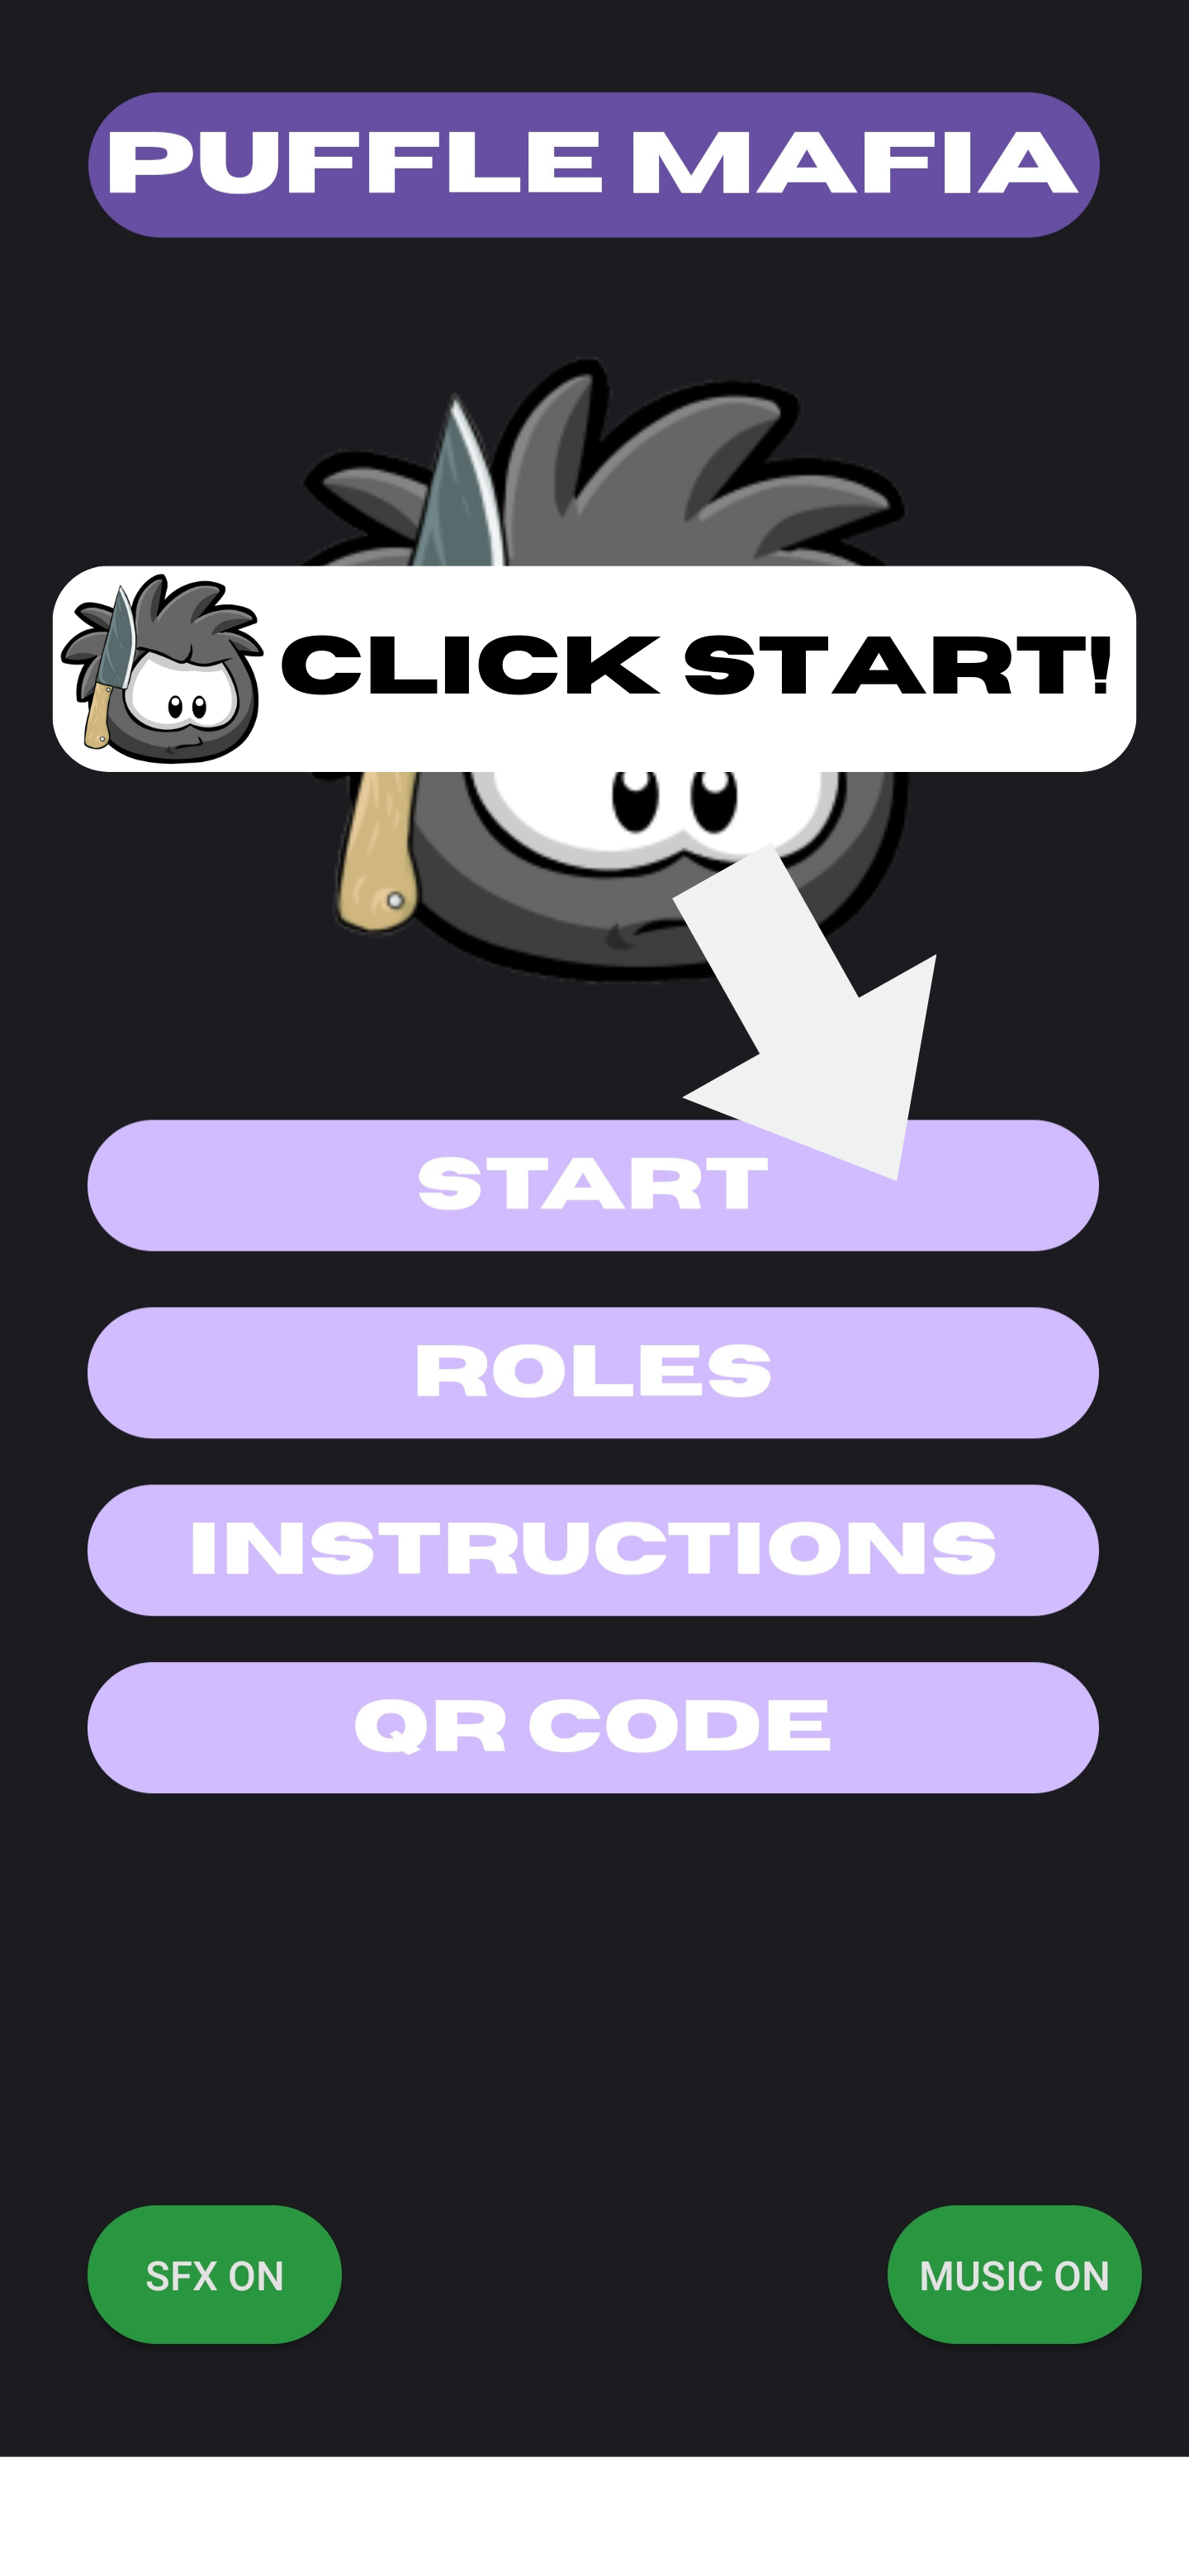 PUFFLE MAFIA
CLICK START!
START
ROLES
INSTRUCTIONS
QR CODE
SFX ON
MUSIC ON